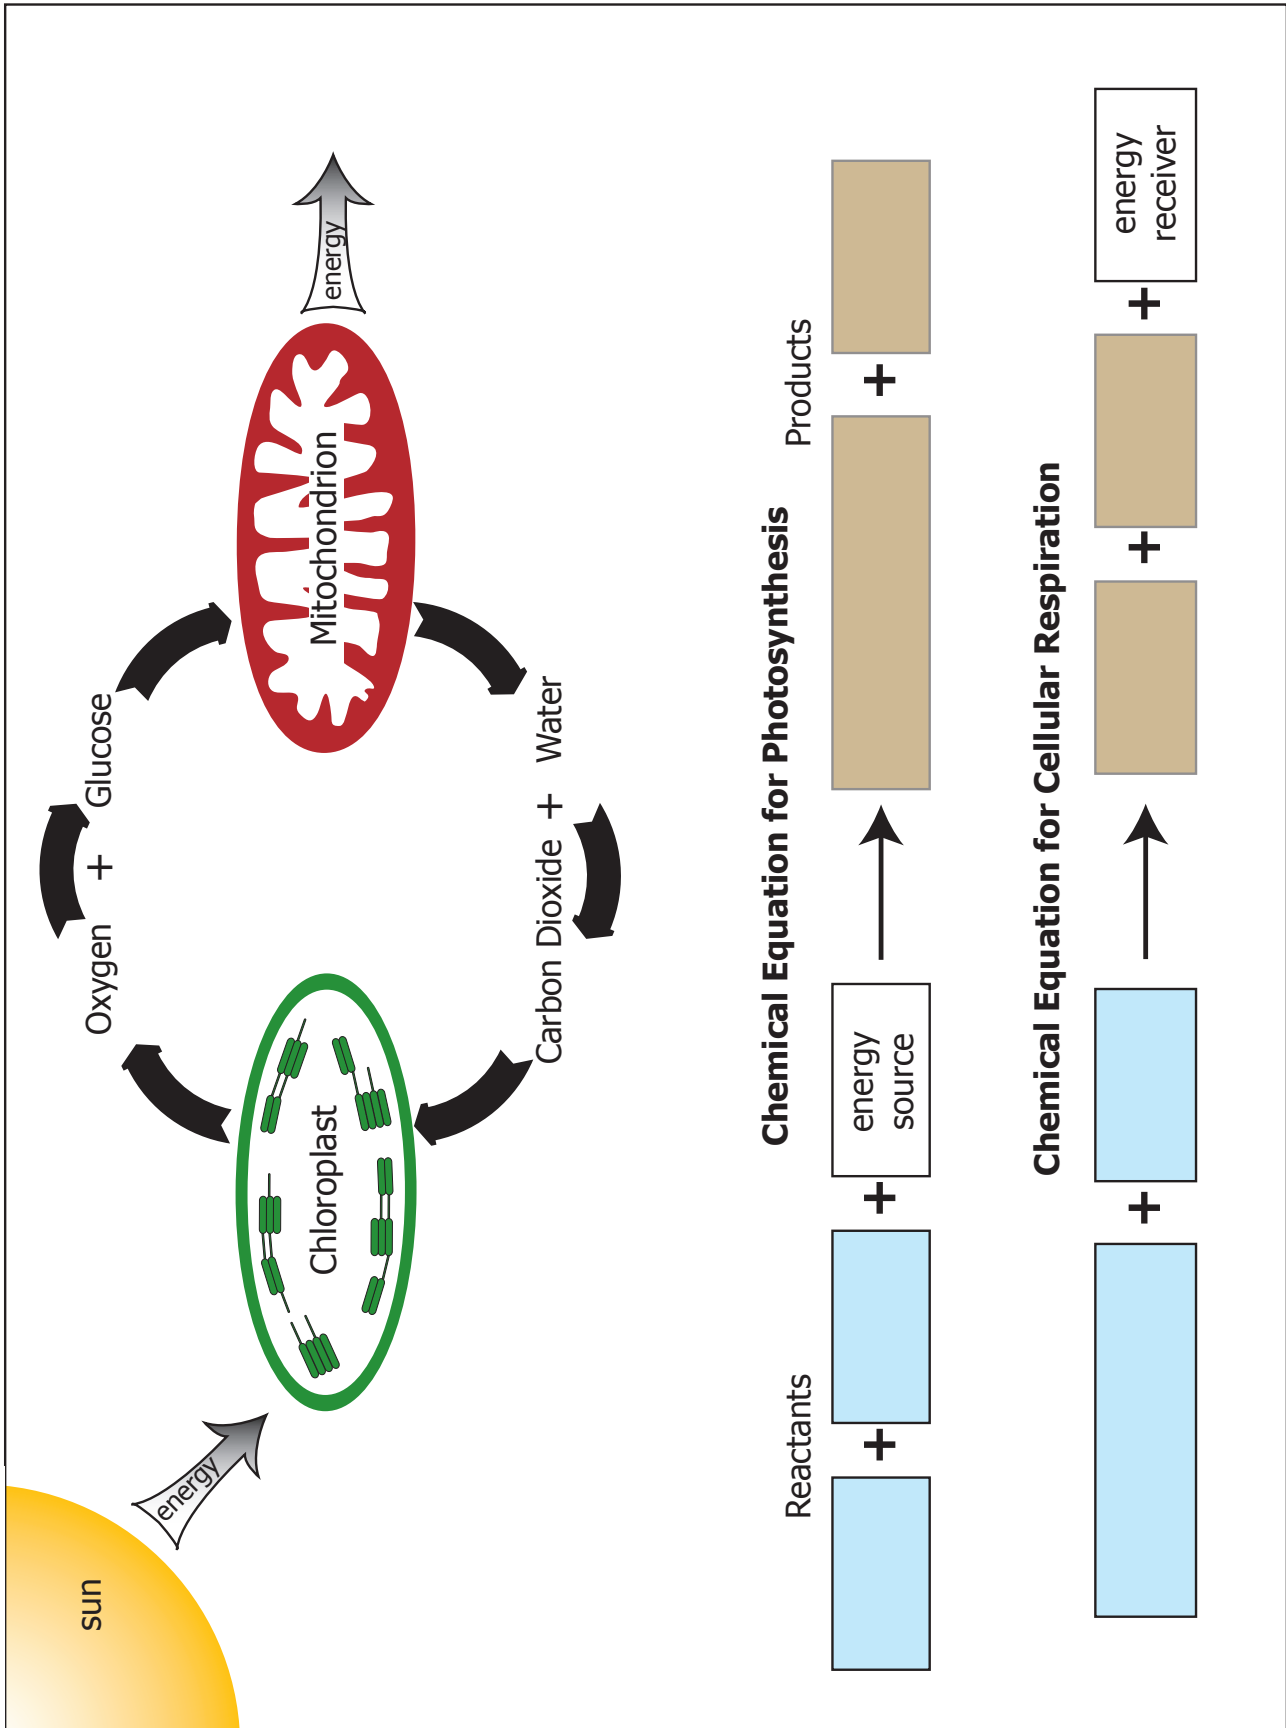 sun
energy
Oxygen + Glucose
Chloroplast
Mitochondrion
energy
Carbon Dioxide + Water
Chemical Equation for Photosynthesis
Reactants
Products
+
+
energy
source
+
Chemical Equation for Cellular Respiration
+
+
+
energy
receiver